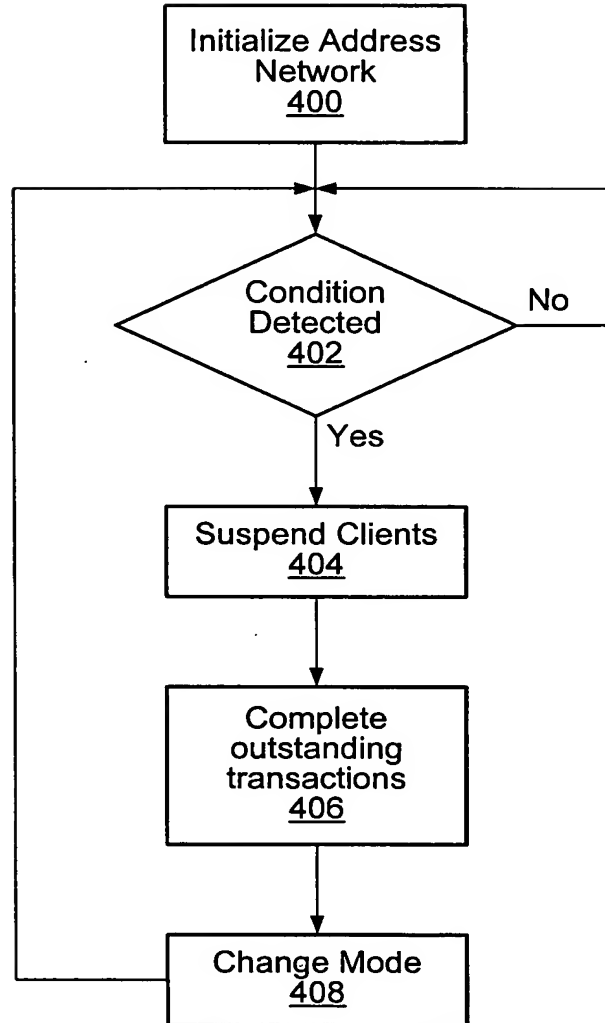 Initialize Address
Network
400
Condition
Detected
402
No
Yes
Suspend Clients
404
Complete
outstanding
transactions
406
Change Mode
408